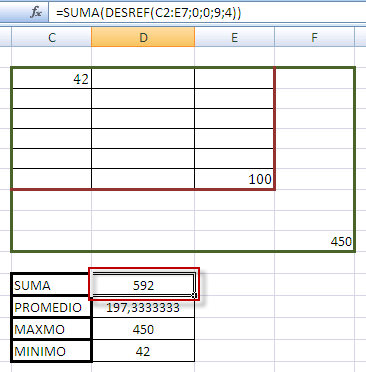 fx =SUMA(DESREF(C2:E7;0;0;9;4))
C D E F
42
100
450
SUMA 592
PROMEDIO 197,3333333
MAXMO 450
MINIMO 42